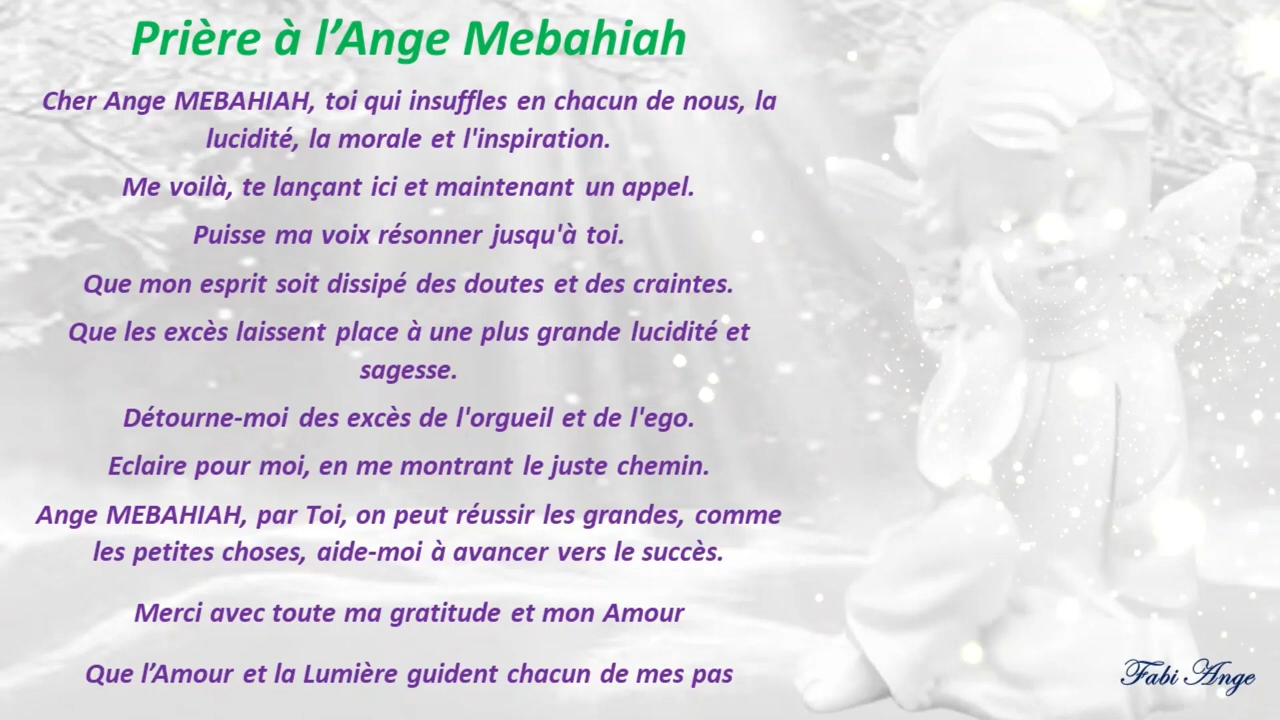 Prière à l’Ange Mebahiah
Cher Ange MEBAHIAH, toi qui insuffles en chacun de nous, la
lucidité, la morale et l'inspiration.
Me voilà, te lançant ici et maintenant un appel.
Puisse ma voix résonner jusqu'à toi.
Que mon esprit soit dissipé des doutes et des craintes.
Que les excès laissent place à une plus grande lucidité et
sagesse.
Détourne-moi des excès de l'orgueil et de l'ego.
Eclaire pour moi, en me montrant le juste chemin.
Ange MEBAHIAH, par Toi, on peut réussir les grandes, comme
les petites choses, aide-moi à avancer vers le succès.
Merci avec toute ma gratitude et mon Amour
Que l’Amour et la Lumière guident chacun de mes pas
Fabi Ange